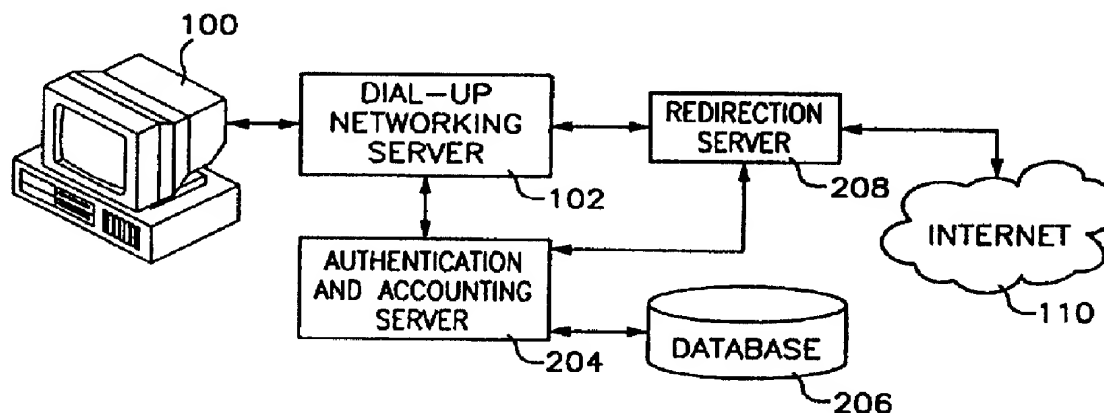 100
DIAL-UP
NETWORKING
SERVER
102
REDIRECTION
SERVER
208
INTERNET
110
AUTHENTICATION
AND ACCOUNTING
SERVER
204
DATABASE
206